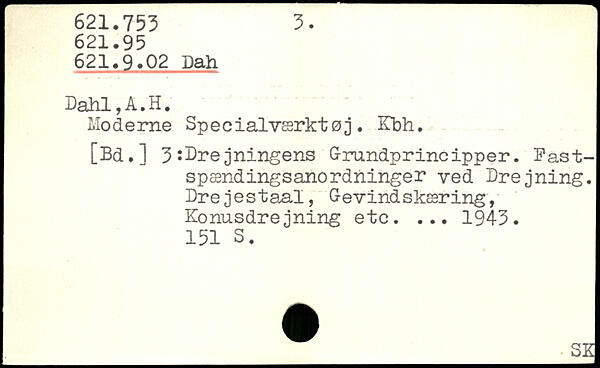 621.753 3.
621.95
621.9.02 Dah
Dahl,A.H.
Moderne Specialværktøj. Kbh.
[Bd.] 3:Drejningens Grundprincipper. Fast-
spændingsanordninger ved Drejning.
Drejestaal, Gevindskæring,
Konusdrejning etc. ... 1943.
151 S.
SK